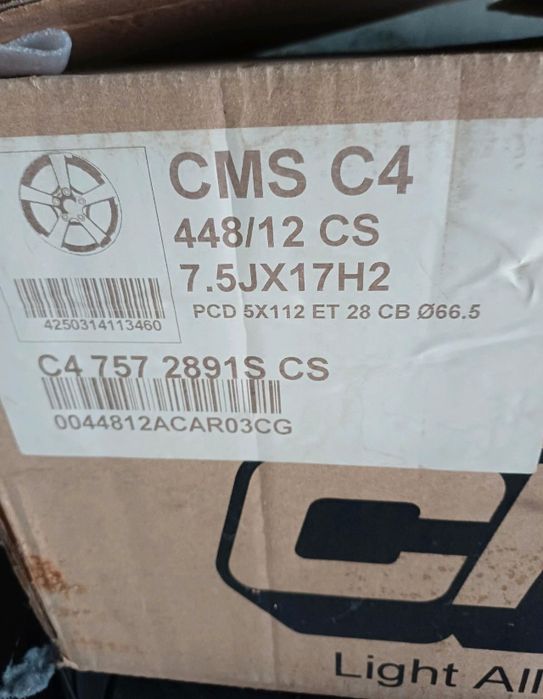 CMS C4
448/12 CS
7.5JX17H2
PCD 5X112 ET 28 CB Ø66.5
4250314113460
C4 757 2891S CS
0044812ACAR03CG
Light All